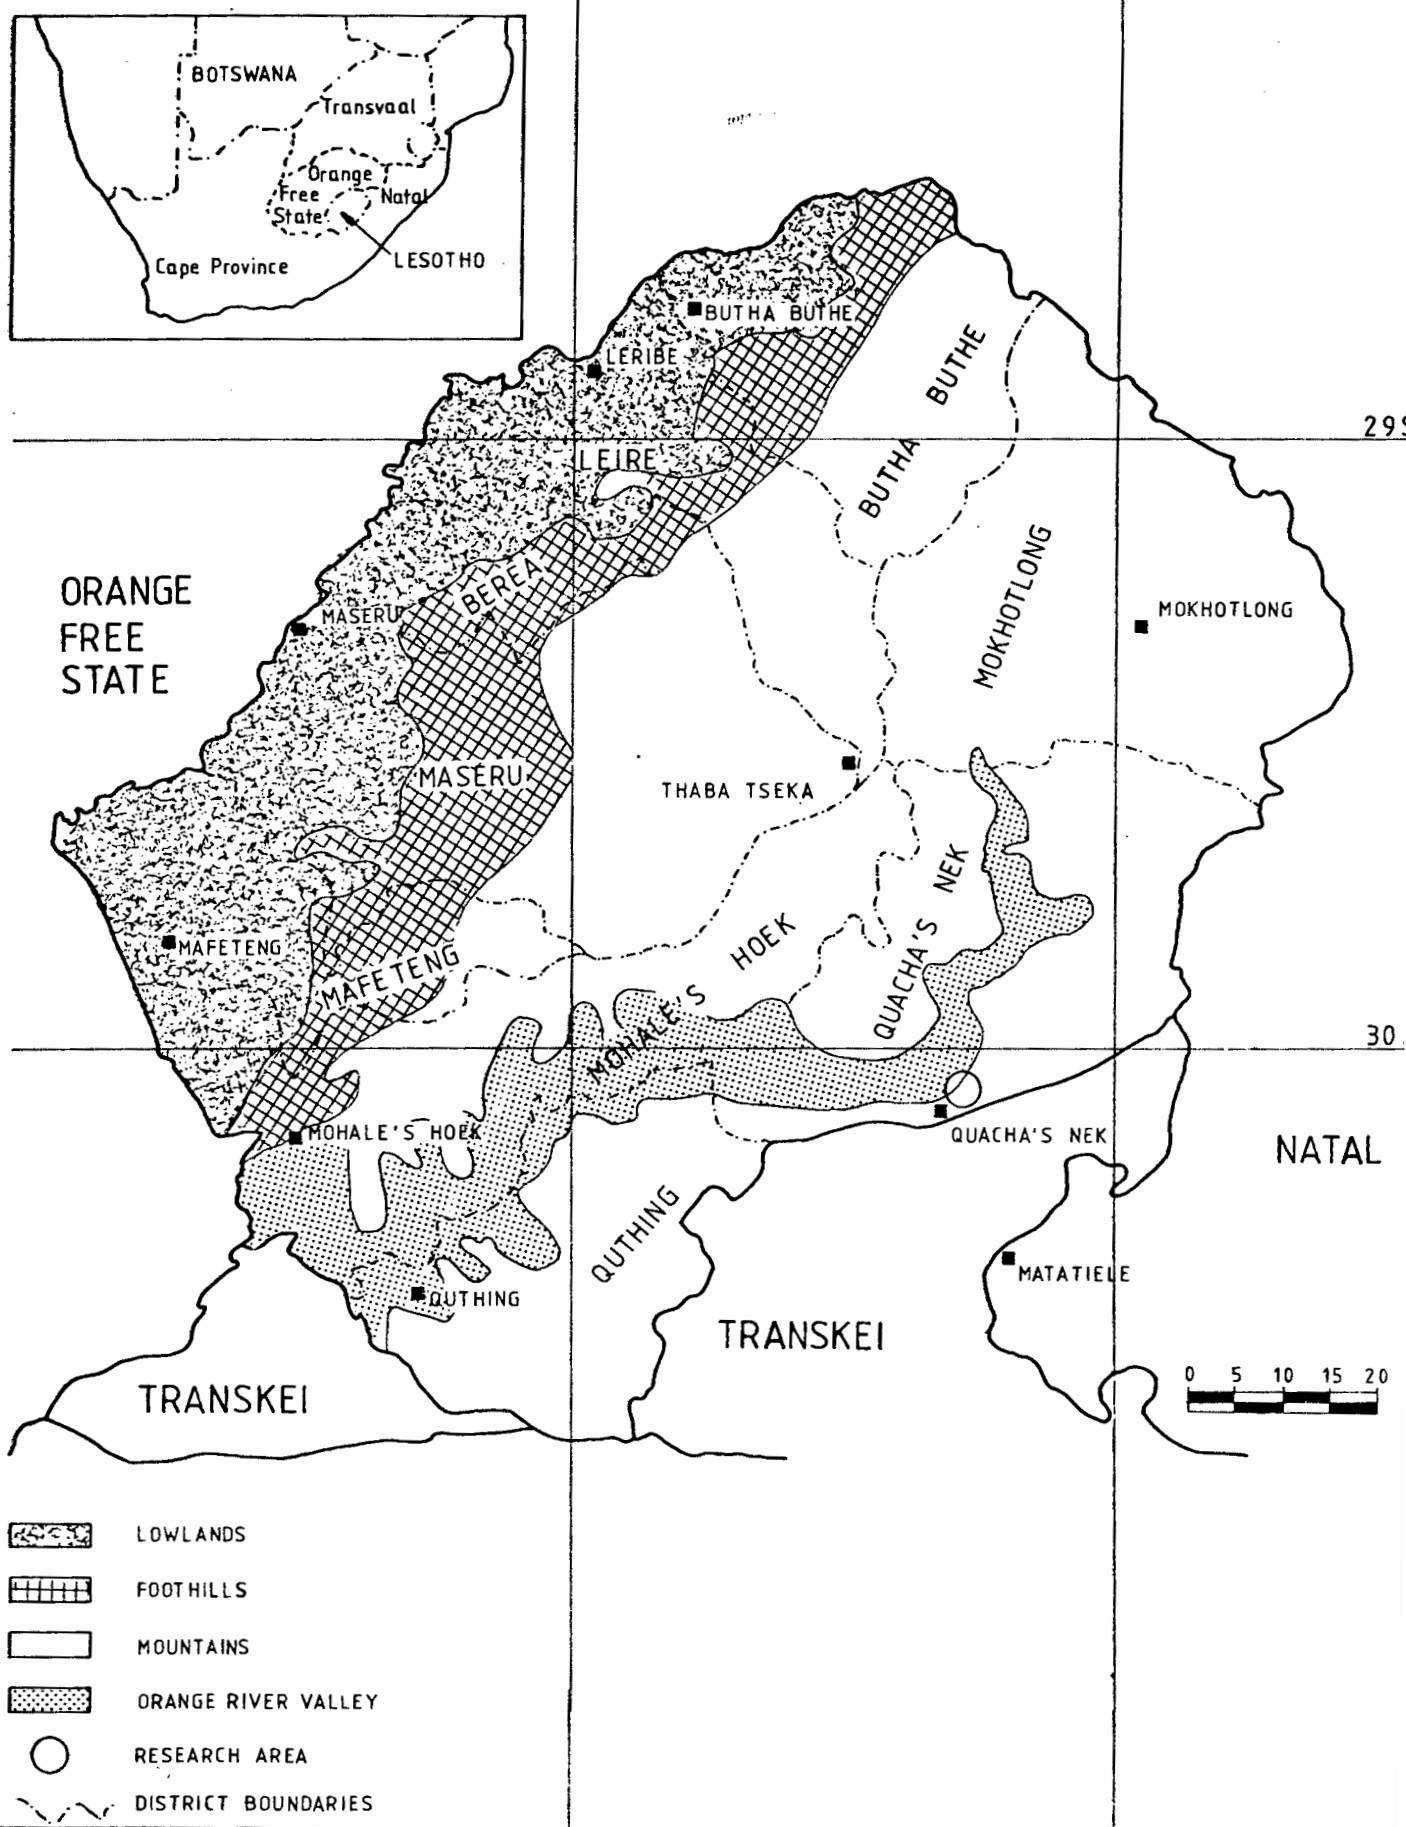 BOTSWANA
Transvaal
Orange
Free
State
Natal
LESOTHO
Cape Province
BUTHA BUTHE
LERIBE
BUTHA BUTHE
29S
LEIRE
ORANGE
FREE
STATE
BEREA
MASERU
MOKHOTLONG
MOKHOTLONG
MASERU
THABA TSEKA
QUACHA'S NEK
HOEK
MAFETENG
MAFETENG
MOHALE'S
30
MOHALE'S HOEK
QUACHA'S NEK
NATAL
QUTHING
MATATIELE
QUTHING
TRANSKEI
0 5 10 15 20
TRANSKEI
LOWLANDS
FOOTHILLS
MOUNTAINS
ORANGE RIVER VALLEY
RESEARCH AREA
DISTRICT BOUNDARIES